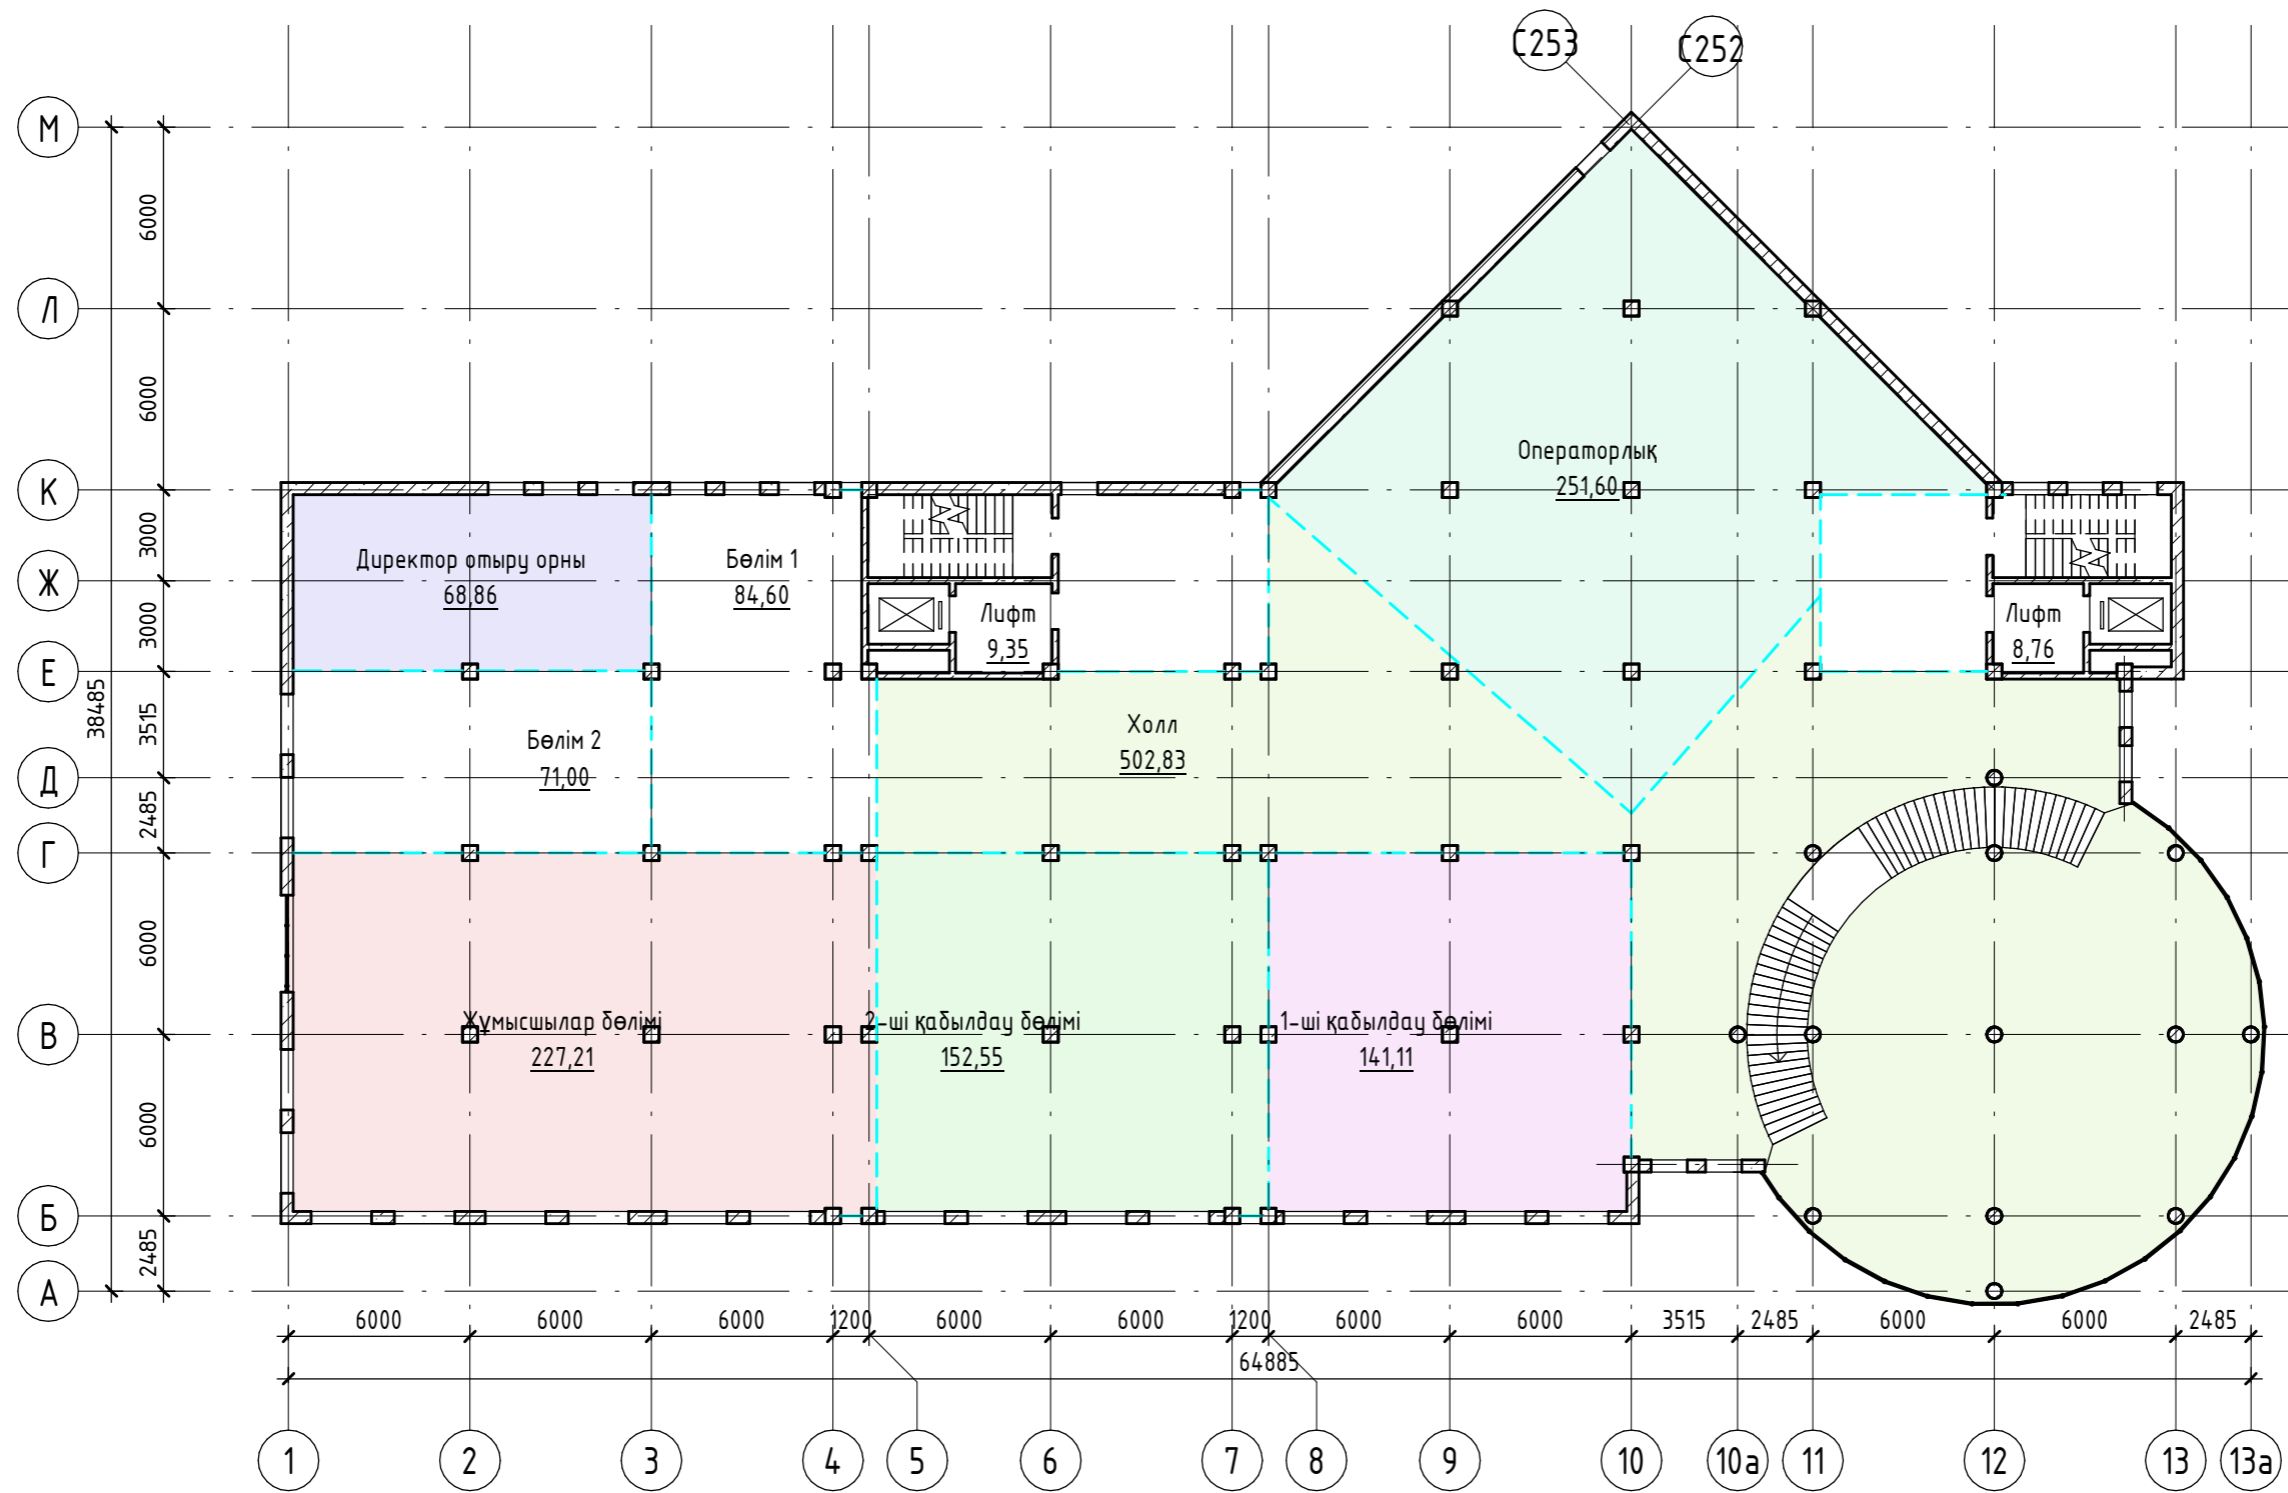 С253
С252
М
Л
К
Ж
Е
Д
Г
В
Б
А
6000
6000
3000
3000
3515
2485
6000
6000
2485
38485
Операторлық
251,60
Директор отыру орны
68,86
Бөлім 1
84,60
Лифт
9,35
Лифт
8,76
Бөлім 2
71,00
Холл
502,83
Жұмысшылар бөлімі
227,21
2-ші қабылдау бөлімі
152,55
1-ші қабылдау бөлімі
141,11
6000 6000 6000 1200 6000 6000 1200 6000 6000 3515 2485 6000 6000 2485
64885
1 2 3 4 5 6 7 8 9 10 10а 11 12 13 13а